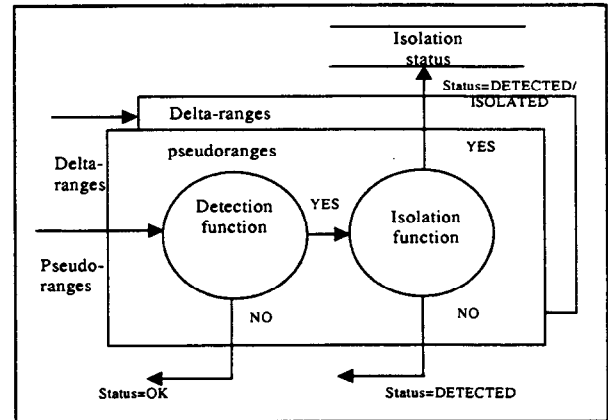 Isolation
status
Status=DETECTED/
ISOLATED
Delta-ranges
pseudoranges
YES
Delta-
ranges
Detection
function
YES
Isolation
function
Pseudo-
ranges
NO
NO
Status=OK
Status=DETECTED